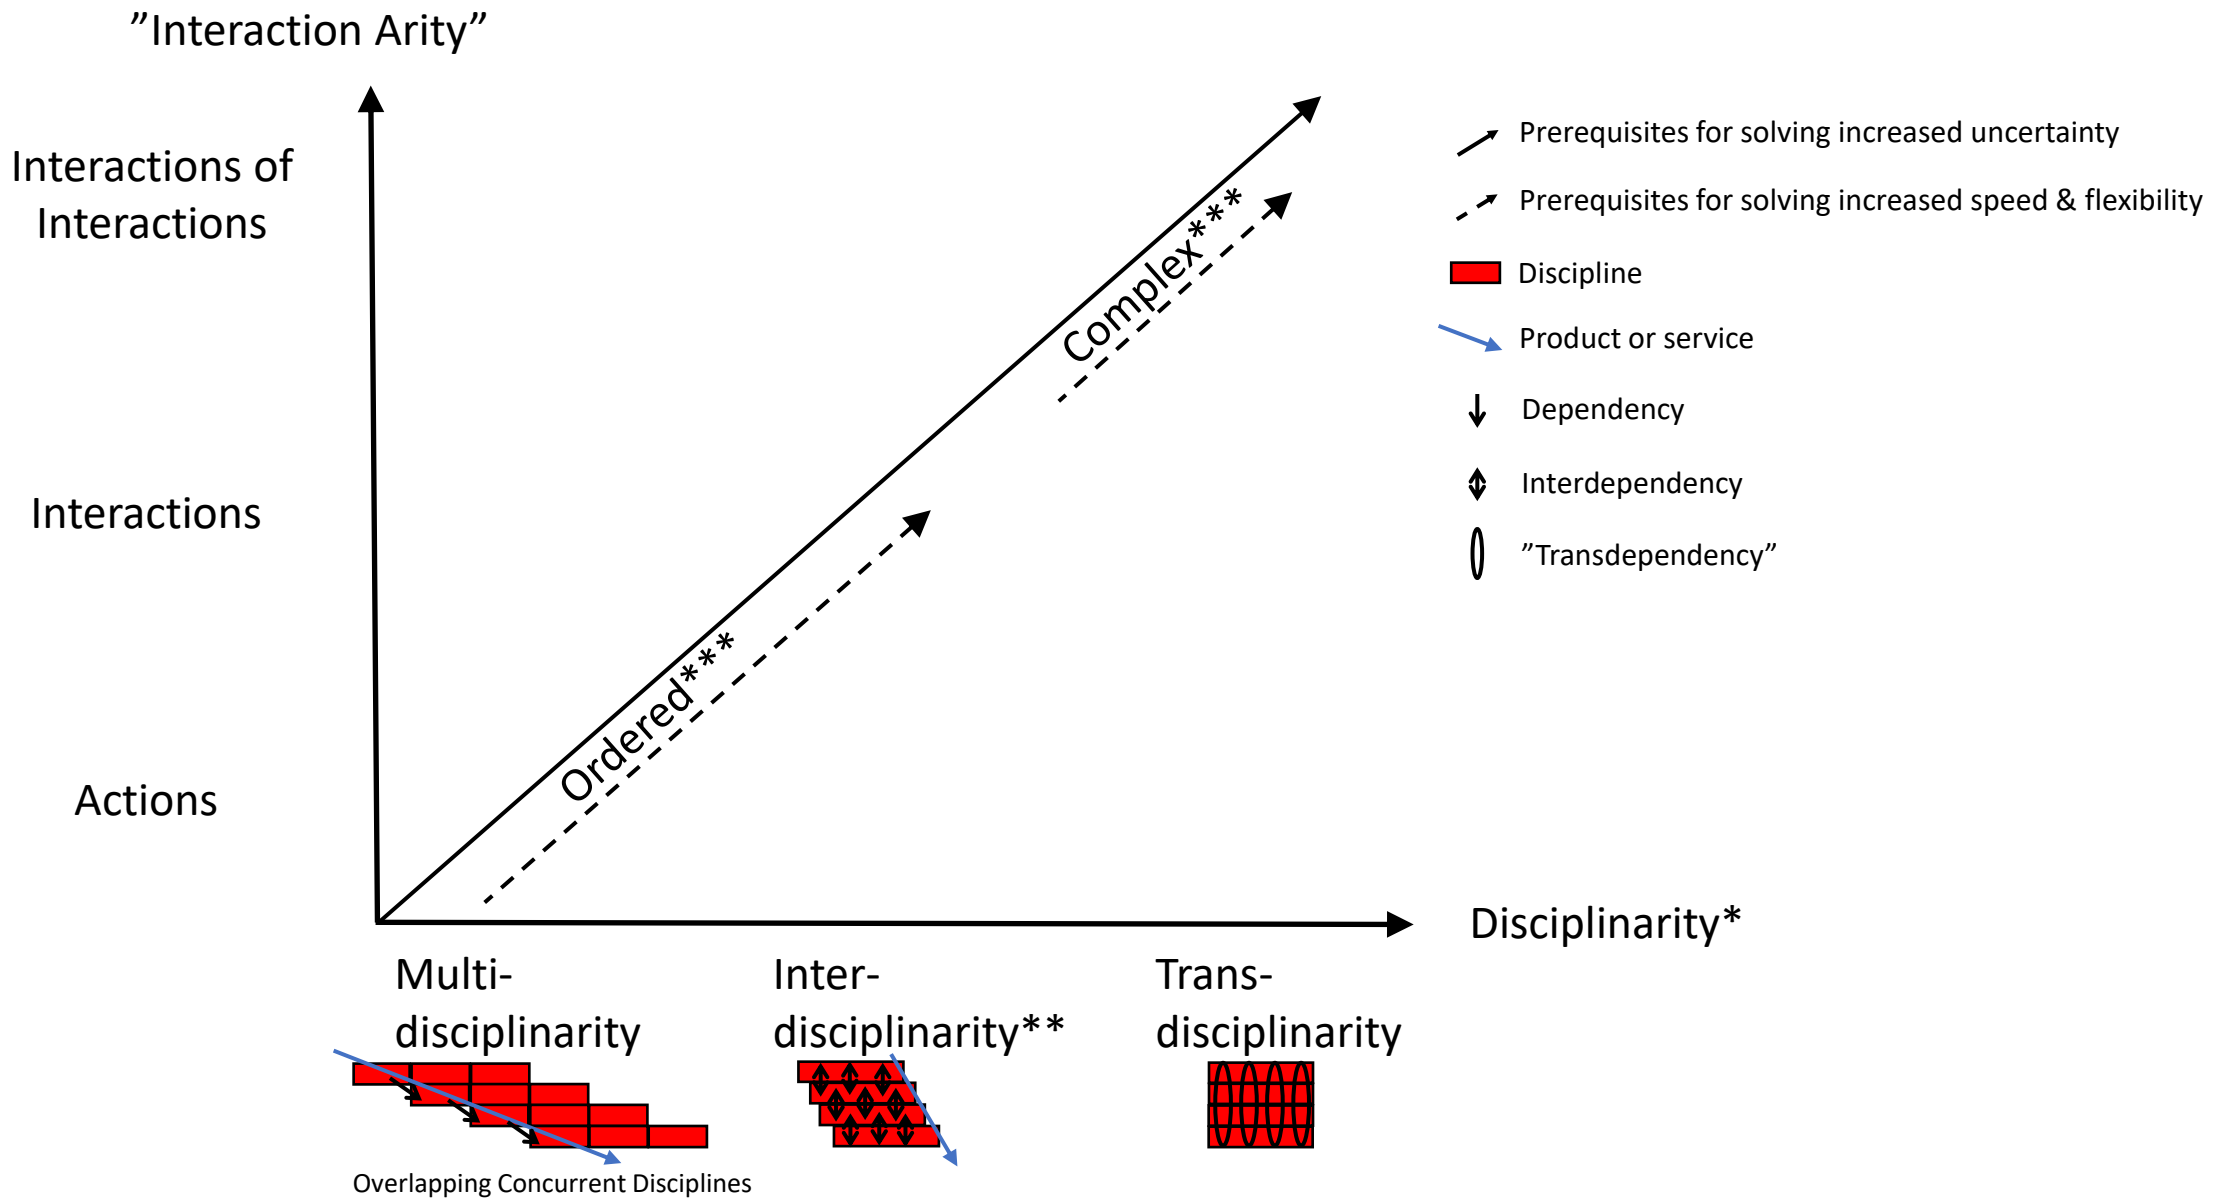 ”Interaction Arity”
Interactions of
Interactions
Interactions
Actions
Ordered***
Complex***
Prerequisites for solving increased uncertainty
Prerequisites for solving increased speed & flexibility
Discipline
Product or service
Dependency
Interdependency
”Transdependency”
Disciplinarity*
Multi-
disciplinarity
Inter-
disciplinarity**
Trans-
disciplinarity
Overlapping Concurrent Disciplines